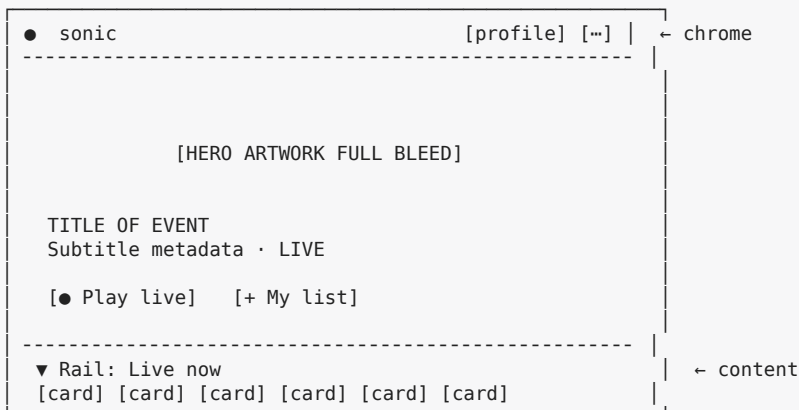 ● sonic [profile] [⋯] │ ← chrome
[HERO ARTWORK FULL BLEED]
TITLE OF EVENT
Subtitle metadata · LIVE
[● Play live] [+ My list]
▼ Rail: Live now │ ← content
[card] [card] [card] [card] [card] [card]